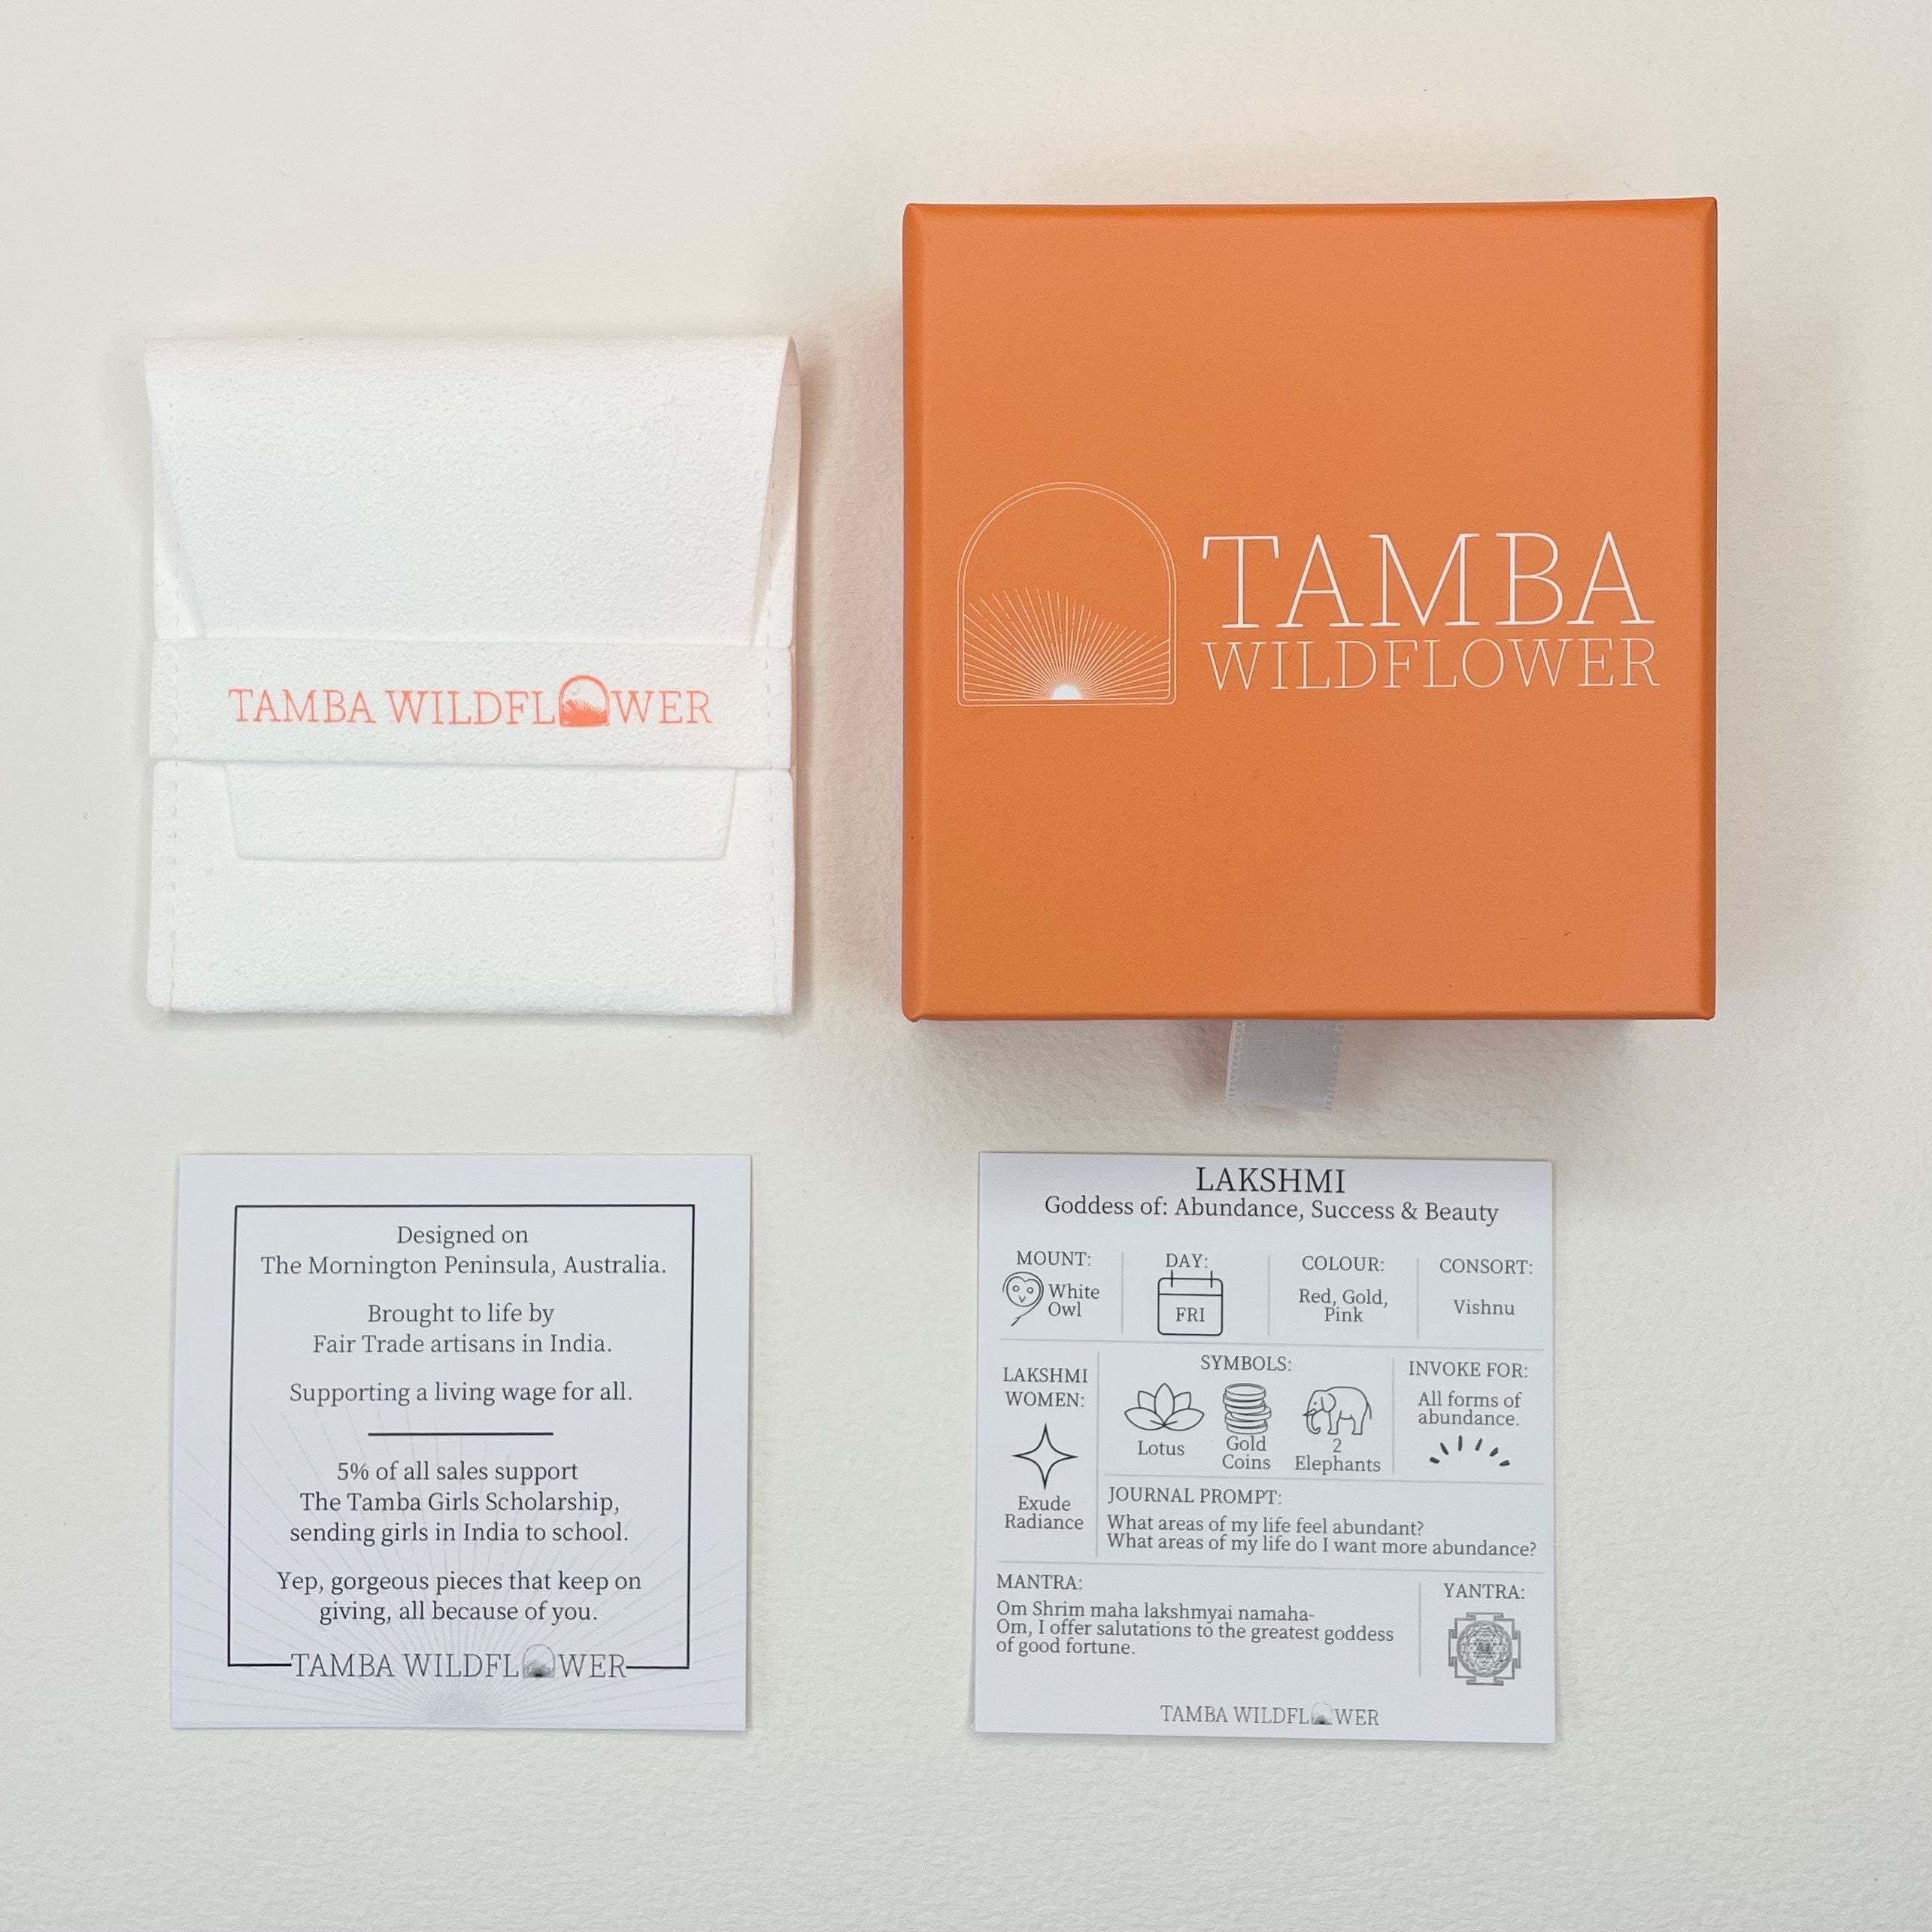 TAMBA WILDFLOWER
TAMBA
WILDFLOWER
Designed on
The Mornington Peninsula, Australia.
Brought to life by
Fair Trade artisans in India.
Supporting a living wage for all.
5% of all sales support
The Tamba Girls Scholarship,
sending girls in India to school.
Yep, gorgeous pieces that keep on
giving, all because of you.
TAMBA WILDFLOWER
LAKSHMI
Goddess of: Abundance, Success & Beauty
MOUNT:
White
Owl
DAY:
FRI
COLOUR:
Red, Gold,
Pink
CONSORT:
Vishnu
LAKSHMI
WOMEN:
Exude
Radiance
SYMBOLS:
Lotus
Gold
Coins
2
Elephants
INVOKE FOR:
All forms of
abundance.
JOURNAL PROMPT:
What areas of my life feel abundant?
What areas of my life do I want more abundance?
MANTRA:
Om Shrim maha lakshmyai namaha-
Om, I offer salutations to the greatest goddess
of good fortune.
YANTRA:
TAMBA WILDFLOWER